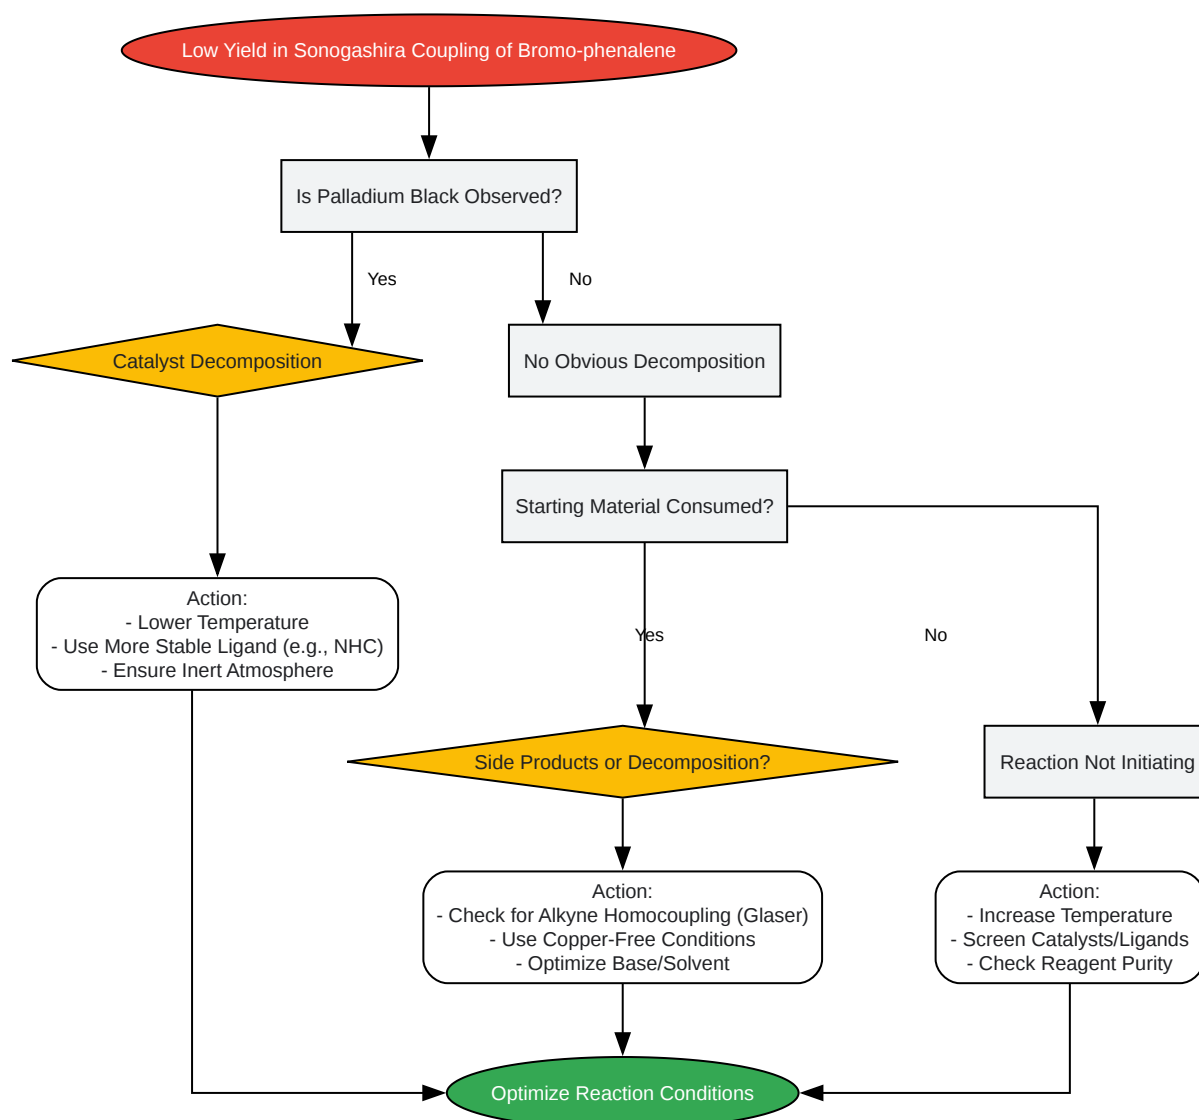 Low Yield in Sonogashira Coupling of Bromo-phenalene
Is Palladium Black Observed?
Yes
No
Catalyst Decomposition
No Obvious Decomposition
Starting Material Consumed?
Action:
- Lower Temperature
- Use More Stable Ligand (e.g., NHC)
- Ensure Inert Atmosphere
Yes
No
Side Products or Decomposition?
Reaction Not Initiating
Action:
- Check for Alkyne Homocoupling (Glaser)
- Use Copper-Free Conditions
- Optimize Base/Solvent
Action:
- Increase Temperature
- Screen Catalysts/Ligands
- Check Reagent Purity
Optimize Reaction Conditions